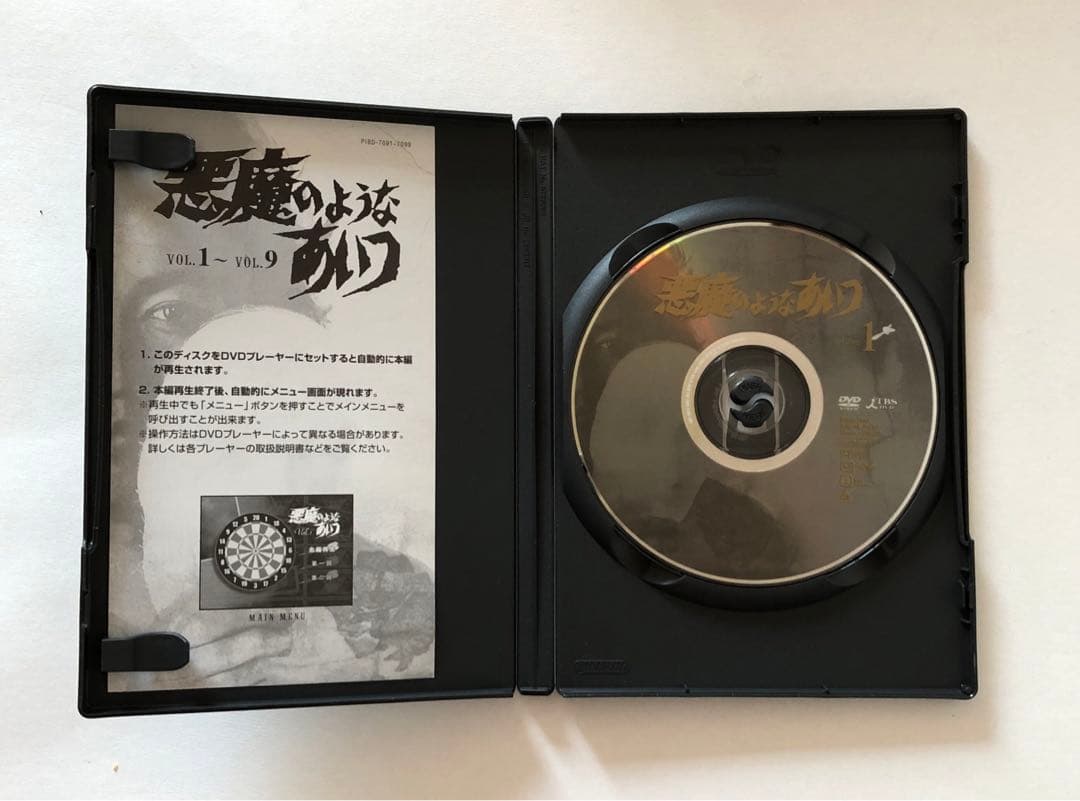 PIBD-7091~7099
悪魔のような
あいつ
VOL.1~VOL.9
1. このディスクをDVDプレーヤーにセットすると自動的に本編
が再生されます。
2. 本編再生終了後、自動的にメニュー画面が現れます。
※再生中でも「メニュー」ボタンを押すことでメインメニューを
呼び出すことが出来ます。
※操作方法はDVDプレーヤーによって異なる場合があります。
詳しくは各プレーヤーの取扱説明書などをご覧ください。
悪魔のような
あいつ
第一回
第二回
MAIN MENU
悪魔のようなあいつ
1
DVD
VIDEO
TBS
DVD